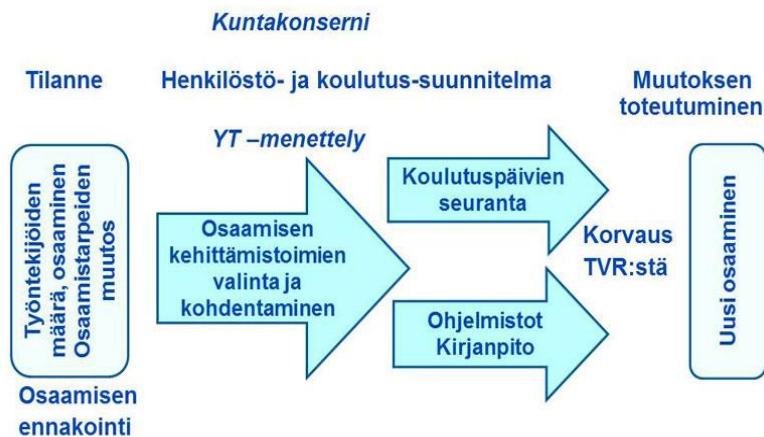 Kuntakonserni
Tilanne
Henkilöstö- ja koulutus-suunnitelma
Muutoksen
toteutuminen
YT –menettely
Työntekijöiden
määrä, osaaminen
Osaamistarpeiden
muutos
Osaamisen
kehittämistoimien
valinta ja
kohdentaminen
Koulutuspäivien
seuranta
Ohjelmistot
Kirjanpito
Korvaus
TVR:stä
Uusi osaaminen
Osaamisen
ennakointi